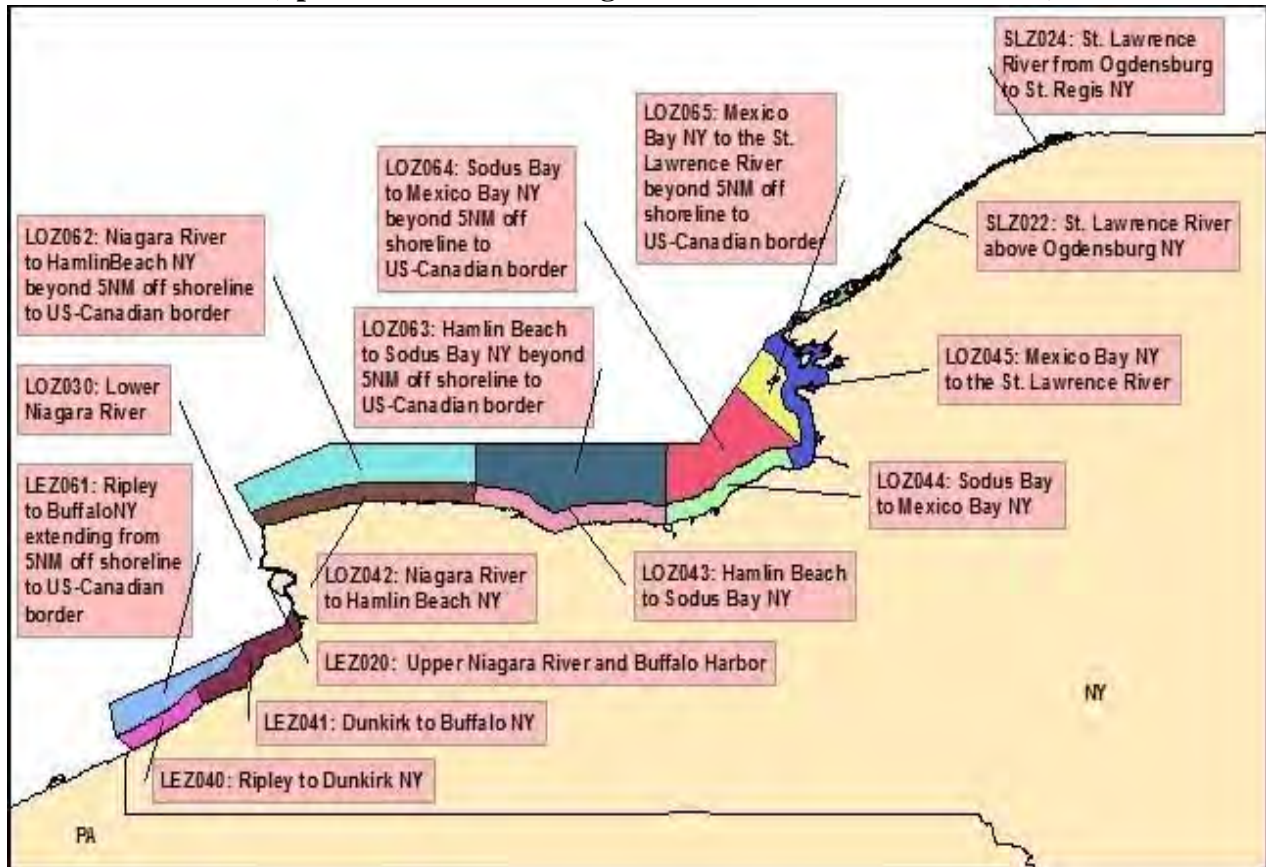 SLZ024: St. Lawrence
River from Ogdensburg
to St. Regis NY
LOZ065: Mexico
Bay NY to the St.
Lawrence River
beyond 5NM off
shoreline to
US-Canadian border
LOZ064: Sodus Bay
to Mexico Bay NY
beyond 5NM off
shoreline to
US-Canadian border
LOZ062: Niagara River
to HamlinBeach NY
beyond 5NM off shoreline
to US-Canadian border
SLZ022: St. Lawrence River
above Ogdensburg NY
LOZ063: Hamlin Beach
to Sodus Bay NY beyond
5NM off shoreline to
US-Canadian border
LOZ045: Mexico Bay NY
to the St. Lawrence River
LOZ030: Lower
Niagara River
LEZ061: Ripley
to BuffaloNY
extending from
5NM off shoreline
to US-Canadian
border
LOZ044: Sodus Bay
to Mexico Bay NY
LOZ042: Niagara River
to Hamlin Beach NY
LOZ043: Hamlin Beach
to Sodus Bay NY
LEZ020: Upper Niagara River and Buffalo Harbor
NY
LEZ041: Dunkirk to Buffalo NY
LEZ040: Ripley to Dunkirk NY
PA